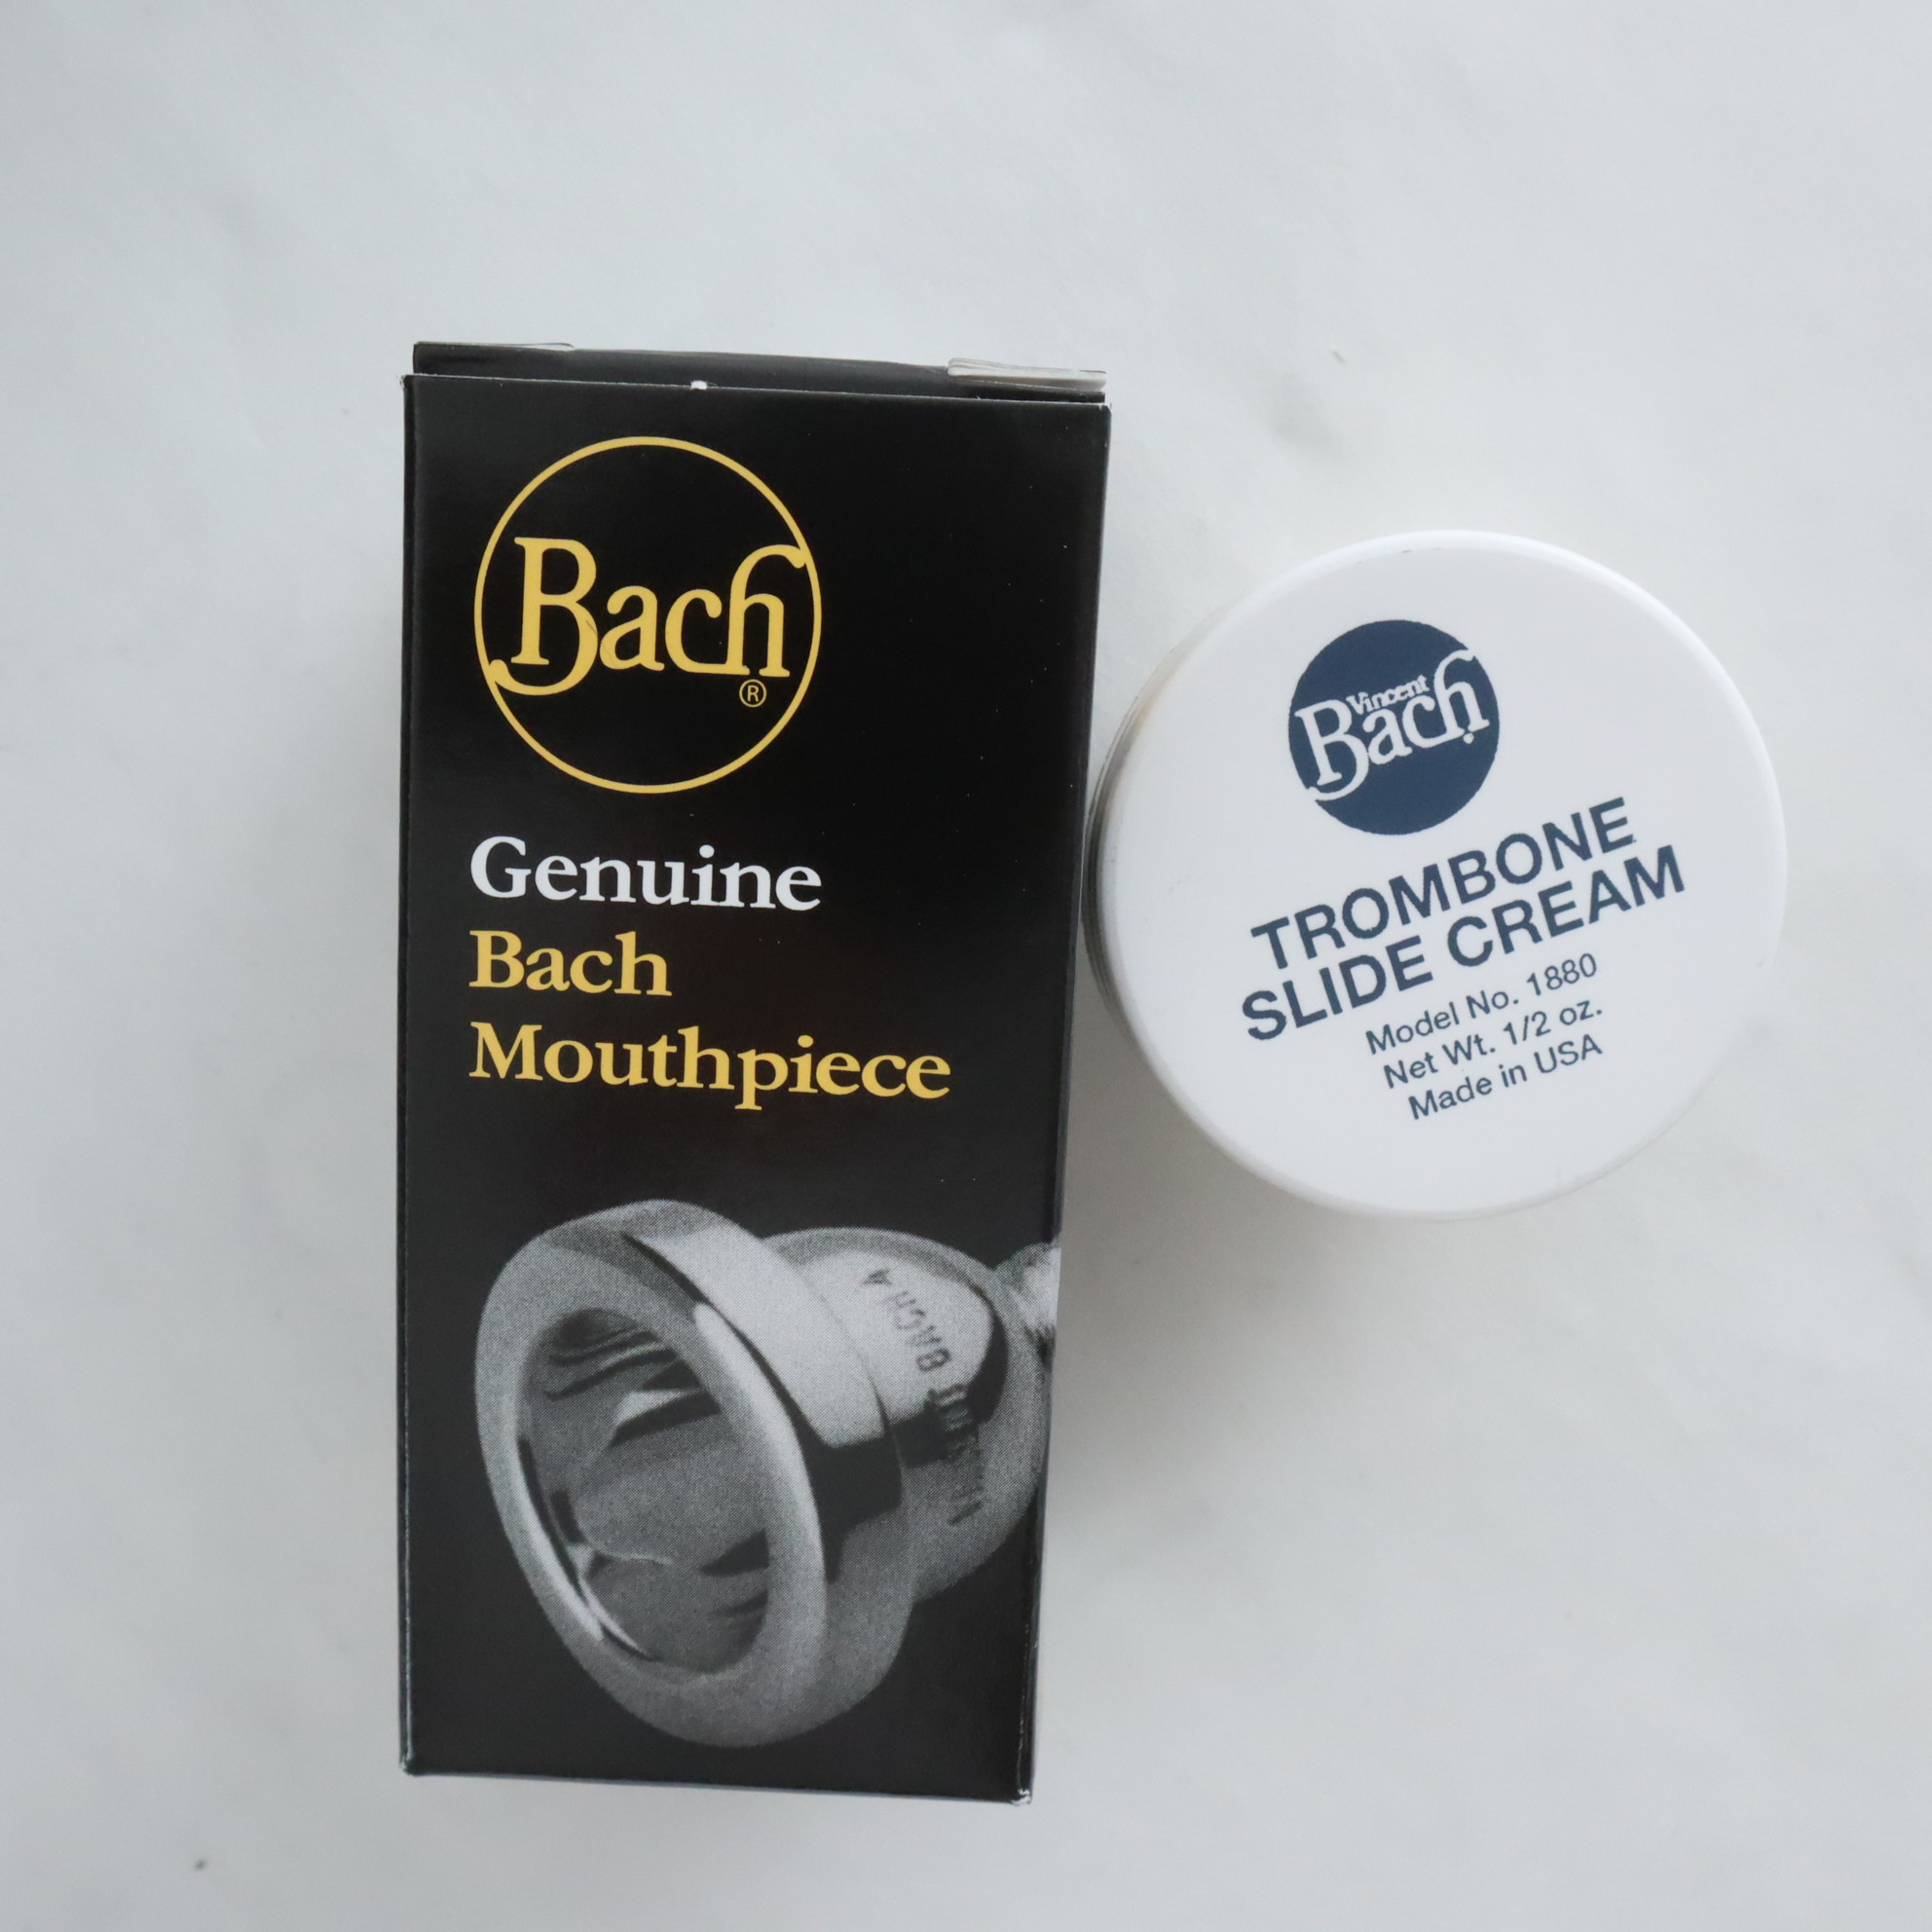 Bach
®
Genuine
Bach
Mouthpiece
BACH A
Vincent
Bach
TROMBONE
SLIDE CREAM
Model No. 1880
Net Wt. 1/2 oz.
Made in USA